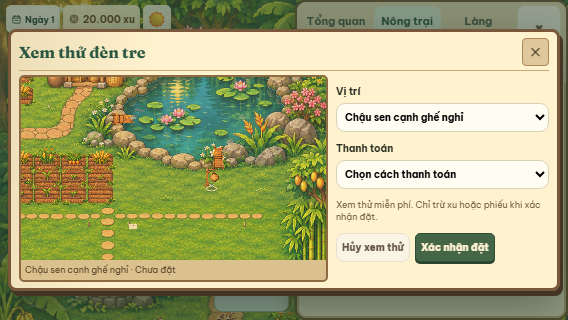 Ngày 1
20.000 xu
Tổng quan
Nông trại
Làng
Xem thử đèn tre
Vị trí
Chậu sen cạnh ghế nghỉ
Thanh toán
Chọn cách thanh toán
Xem thử miễn phí. Chỉ trừ xu hoặc phiếu khi xác
nhận đặt.
Hủy xem thử
Xác nhận đặt
Chậu sen cạnh ghế nghỉ · Chưa đặt